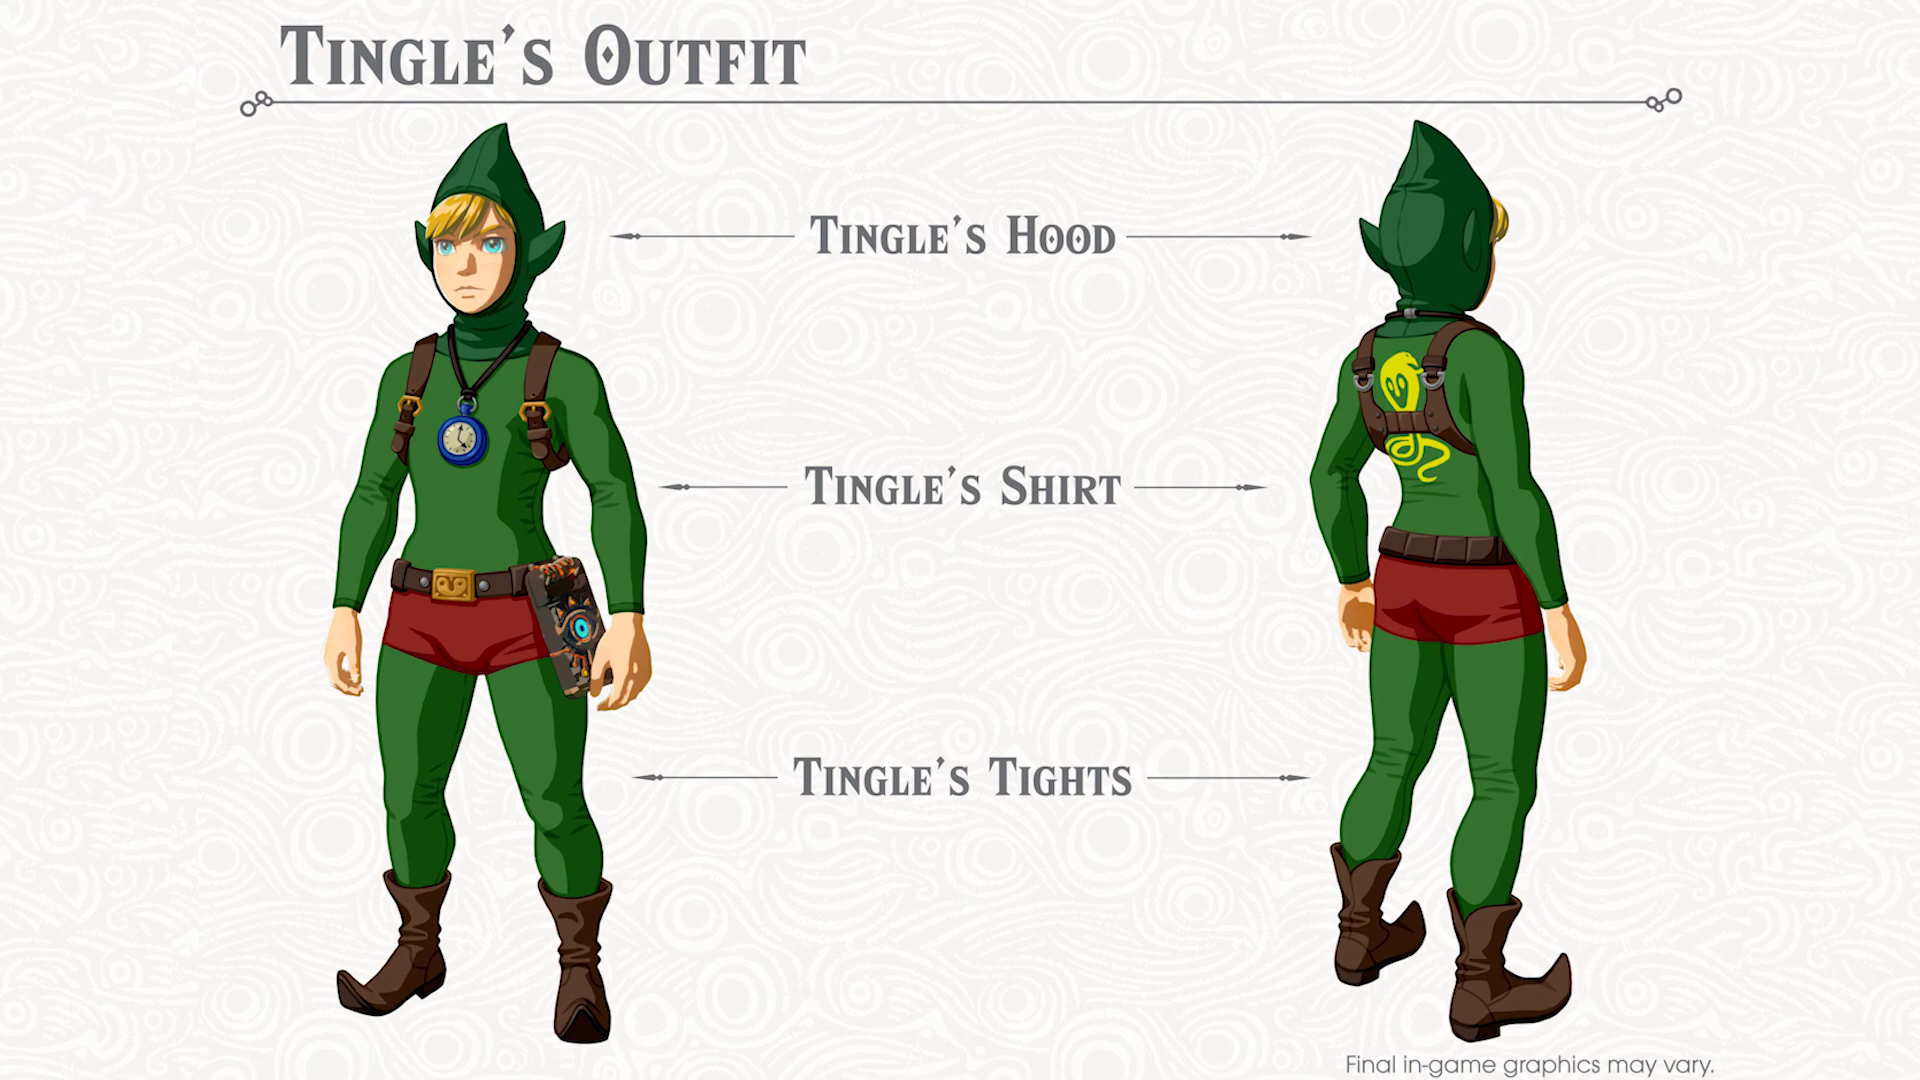 Tingle's Outfit
Tingle's Hood
Tingle's Shirt
Tingle's Tights
Final in-game graphics may vary.